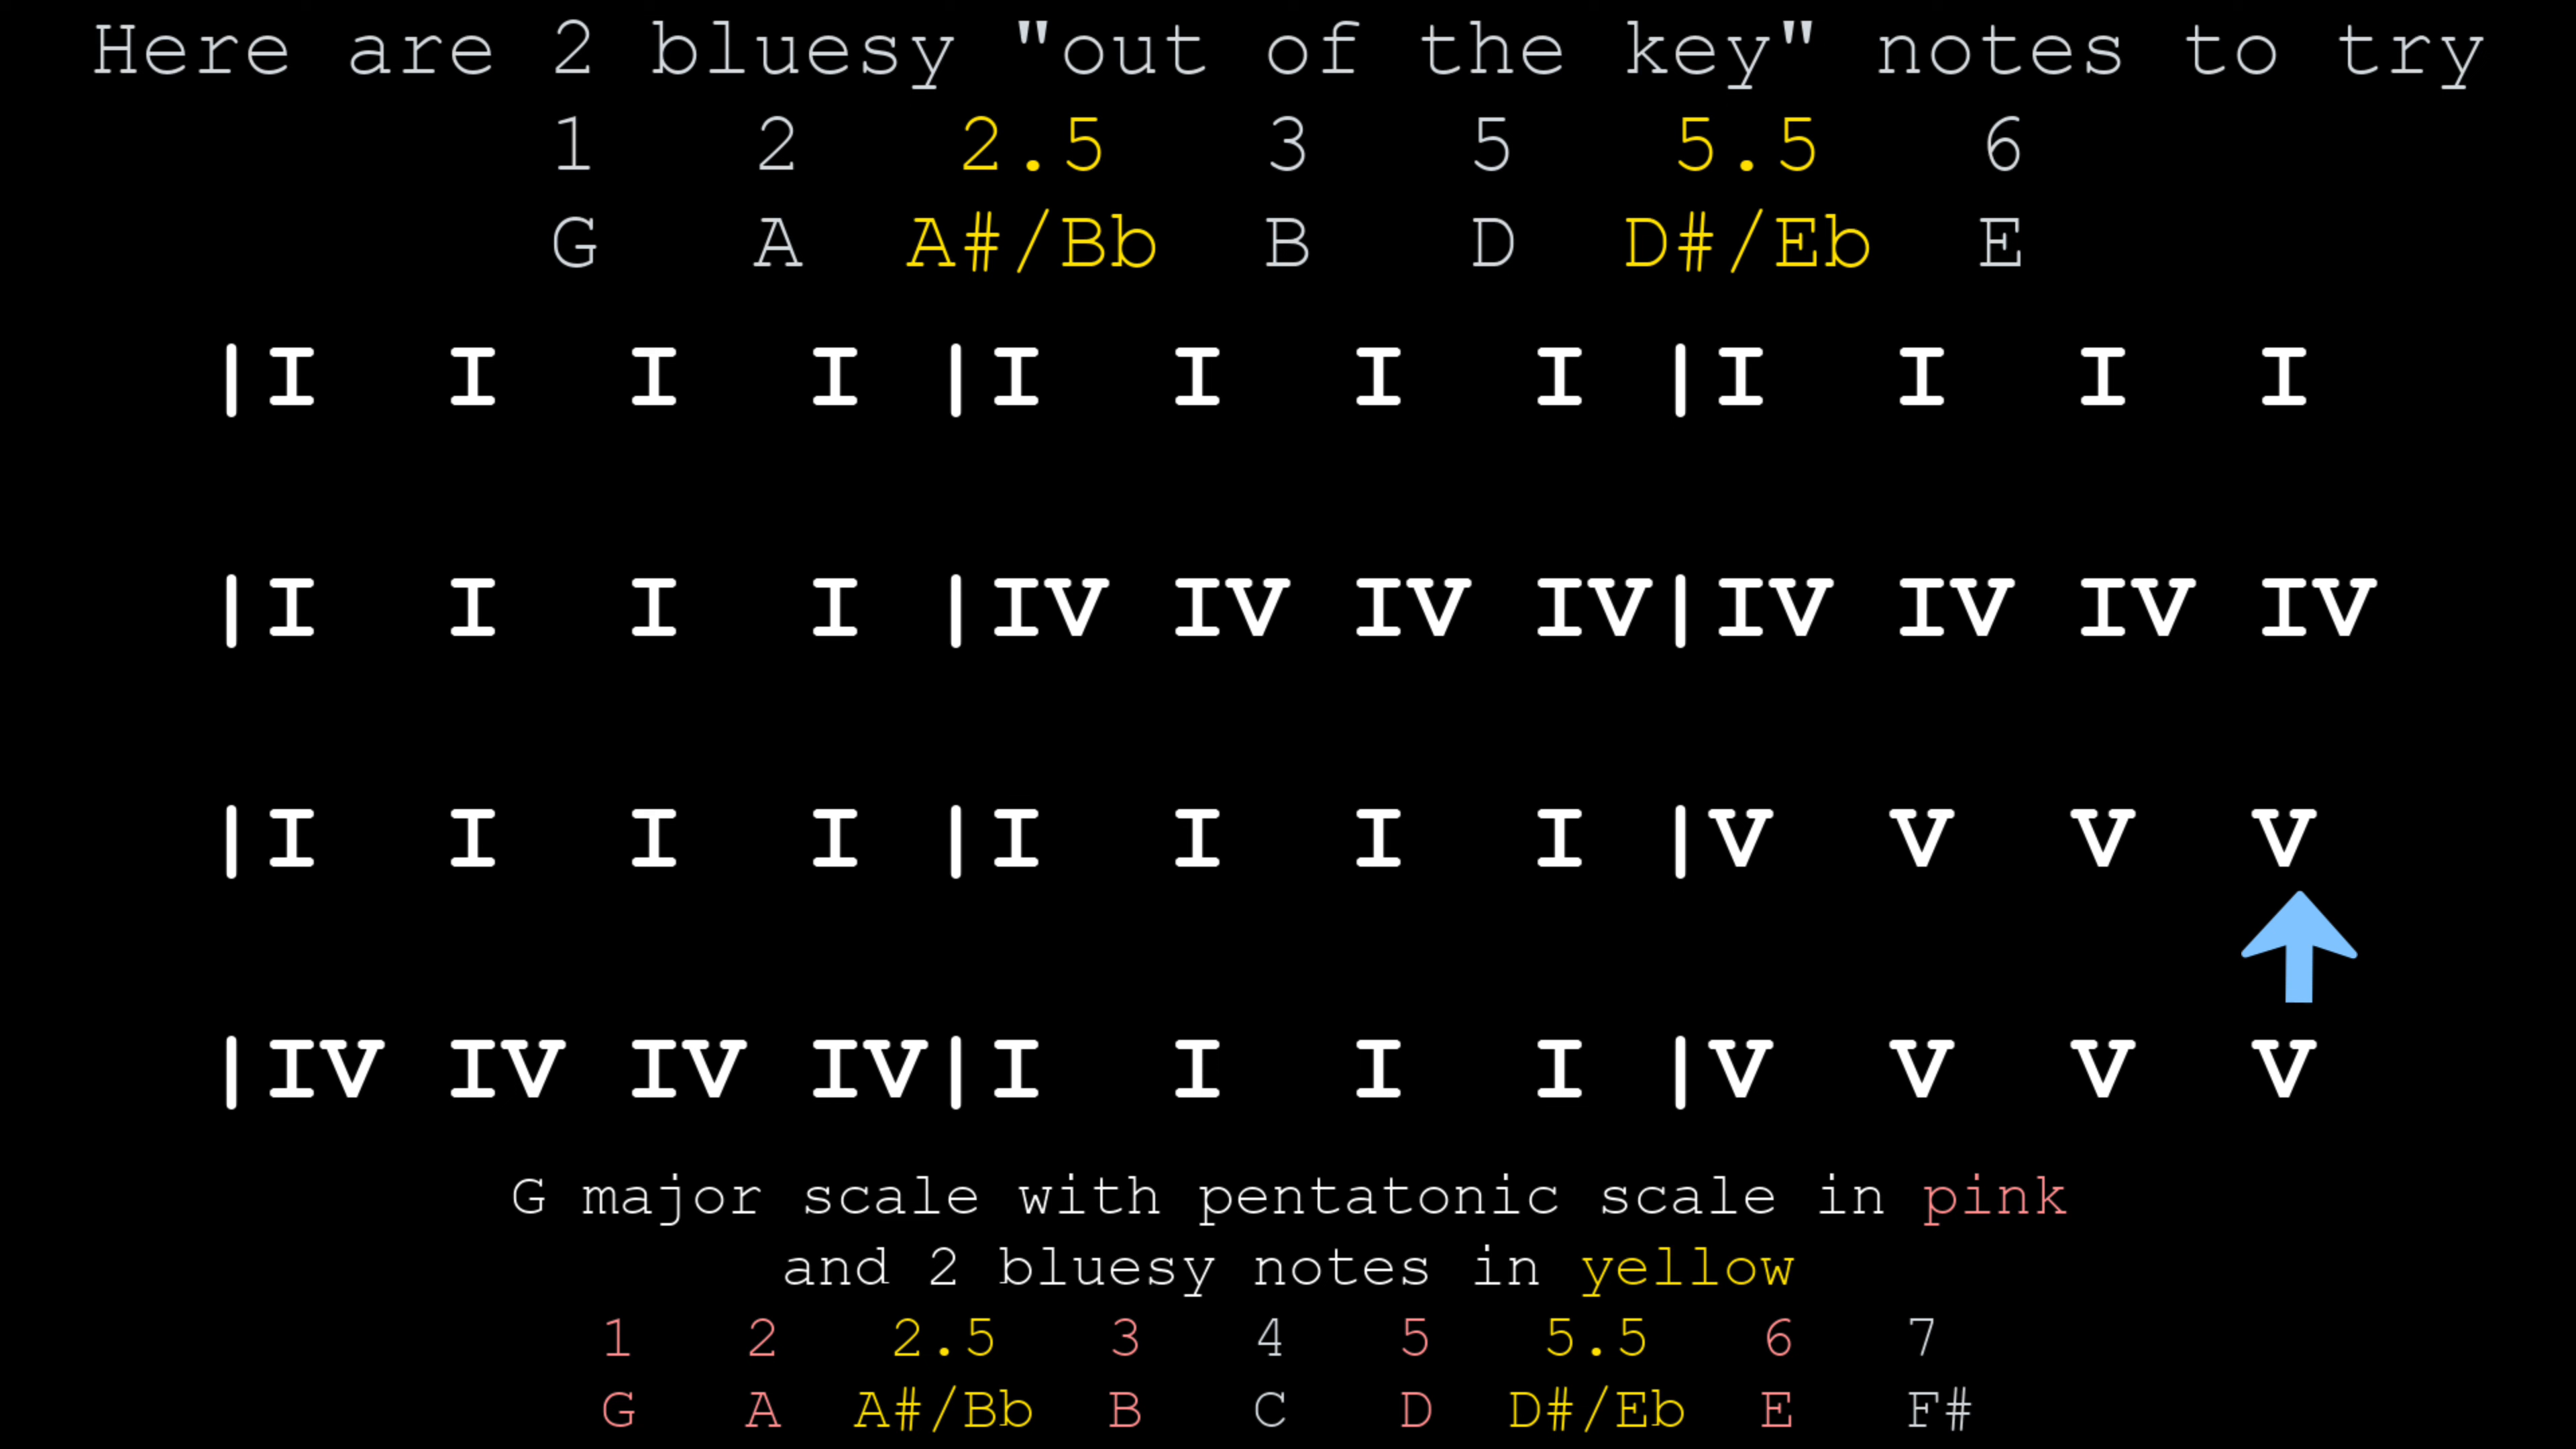 Here are 2 bluesy "out of the key" notes to try
1 2 2.5 3 5 5.5 6
G A A#/Bb B D D#/Eb E
|I I I I |I I I I |I I I I
|I I I I |IV IV IV IV|IV IV IV IV
|I I I I |I I I I |V V V V
|IV IV IV IV|I I I I |V V V V
G major scale with pentatonic scale in pink
and 2 bluesy notes in yellow
1 2 2.5 3 4 5 5.5 6 7
G A A#/Bb B C D D#/Eb E F#